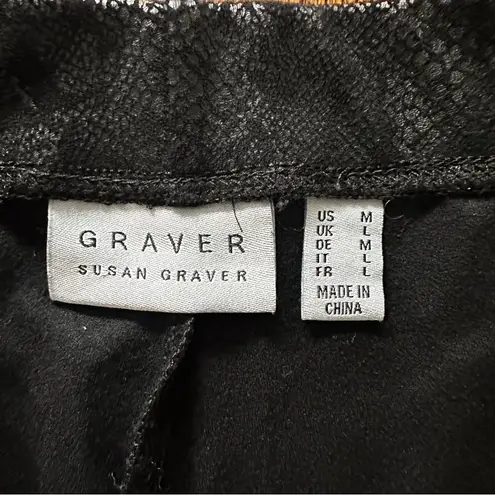 GRAVER
SUSAN GRAVER
US M
UK L
DE M
IT L
FR L
MADE IN
CHINA